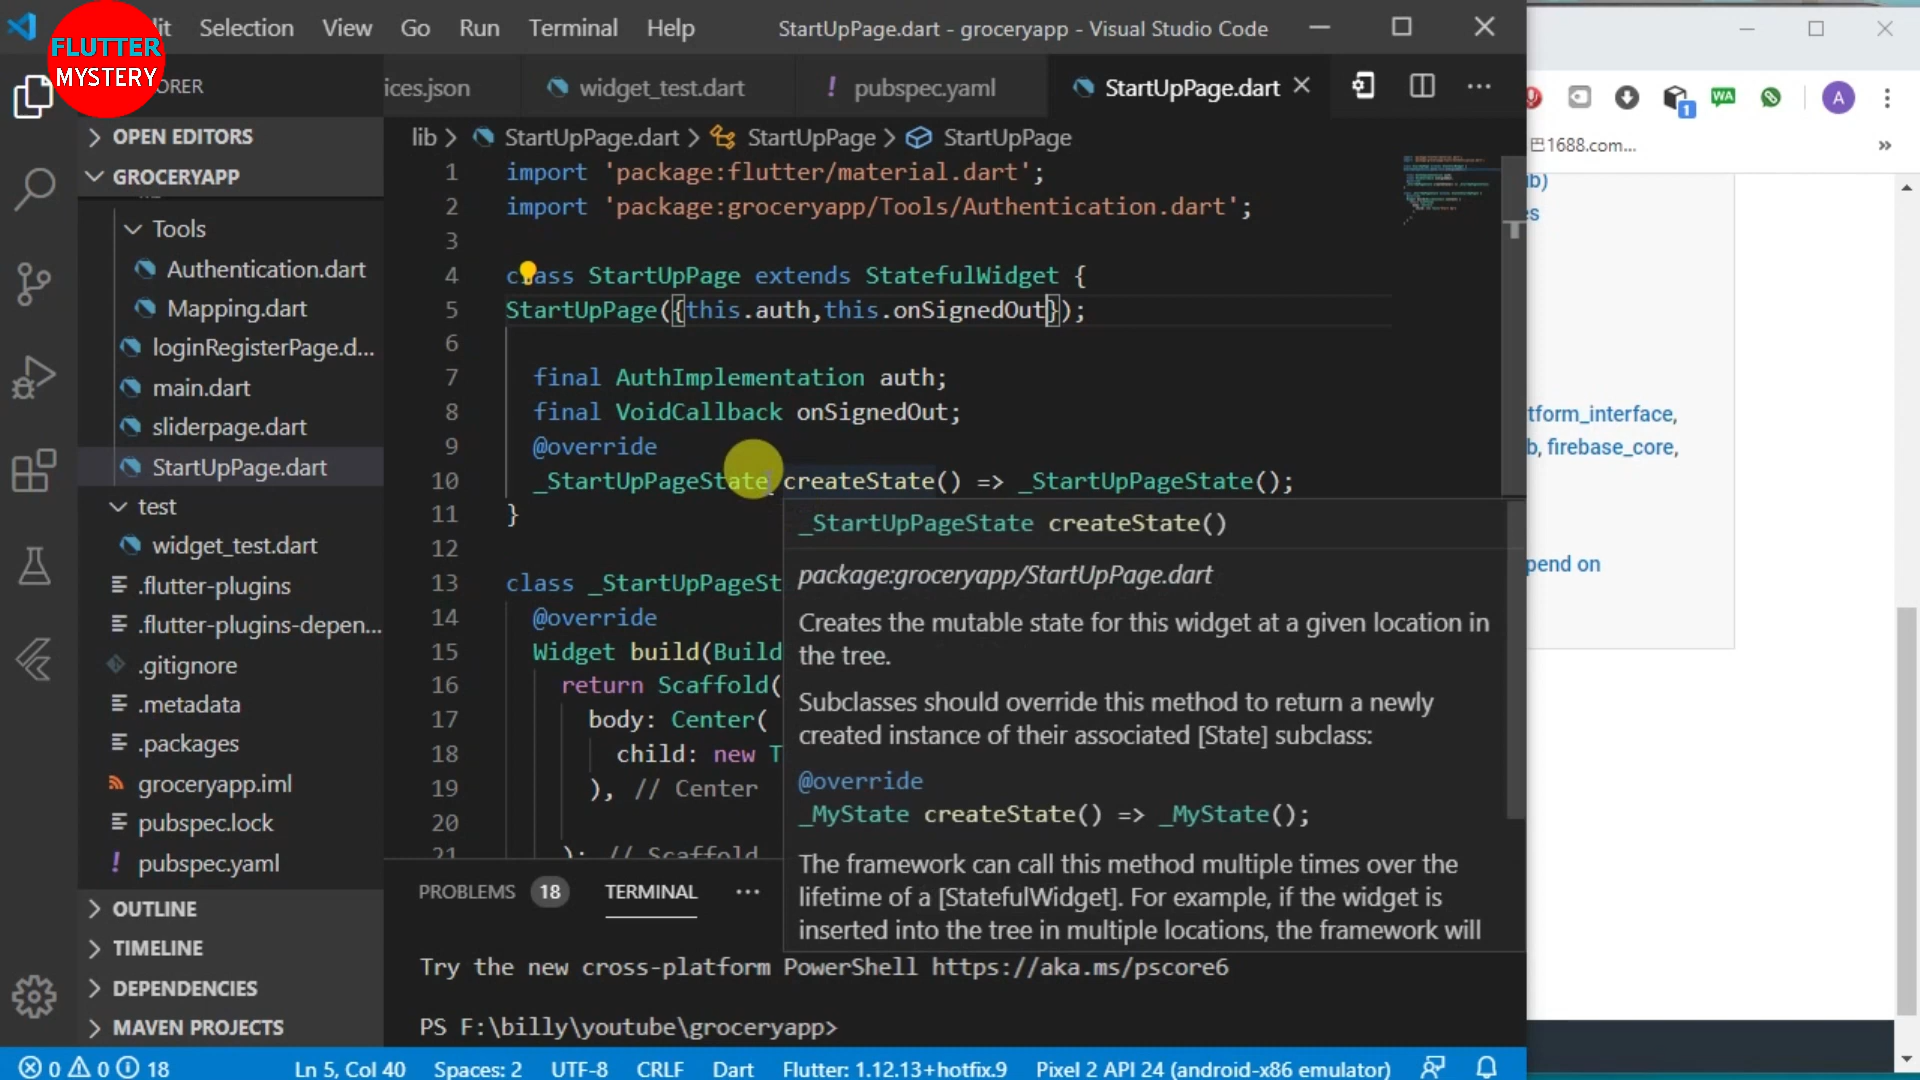 FLUTTER
MYSTERY
it
Selection
View
Go
Run
Terminal
Help
StartUpPage.dart - groceryapp - Visual Studio Code
ORER
ices.json
widget_test.dart
! pubspec.yaml
StartUpPage.dart
OPEN EDITORS
GROCERYAPP
Tools
Authentication.dart
Mapping.dart
loginRegisterPage.d...
main.dart
sliderpage.dart
StartUpPage.dart
test
widget_test.dart
.flutter-plugins
.flutter-plugins-depen...
.gitignore
.metadata
.packages
groceryapp.iml
pubspec.lock
! pubspec.yaml
OUTLINE
TIMELINE
DEPENDENCIES
MAVEN PROJECTS
lib > StartUpPage.dart > StartUpPage > StartUpPage
1 import 'package:flutter/material.dart';
2 import 'package:groceryapp/Tools/Authentication.dart';
3
4 class StartUpPage extends StatefulWidget {
5 StartUpPage({this.auth,this.onSignedOut});
6
7 final AuthImplementation auth;
8 final VoidCallback onSignedOut;
9 @override
10 _StartUpPageState createState() => _StartUpPageState();
11 }
12
13 class _StartUpPageSt
14 @override
15 Widget build(Build
16 return Scaffold(
17 body: Center(
18 child: new T
19 ), // Center
20
21 ); // Scaffold
_StartUpPageState createState()
package:groceryapp/StartUpPage.dart
Creates the mutable state for this widget at a given location in
the tree.
Subclasses should override this method to return a newly
created instance of their associated [State] subclass:
@override
_MyState createState() => _MyState();
The framework can call this method multiple times over the
lifetime of a [StatefulWidget]. For example, if the widget is
inserted into the tree in multiple locations, the framework will
PROBLEMS 18 TERMINAL ...
Try the new cross-platform PowerShell https://aka.ms/pscore6
PS F:\billy\youtube\groceryapp>
0 0 18
Ln 5, Col 40
Spaces: 2
UTF-8
CRLF
Dart
Flutter: 1.12.13+hotfix.9
Pixel 2 API 24 (android-x86 emulator)
1
WA
A
1688.com...
»
ub)
es
tform_interface,
b, firebase_core,
pend on